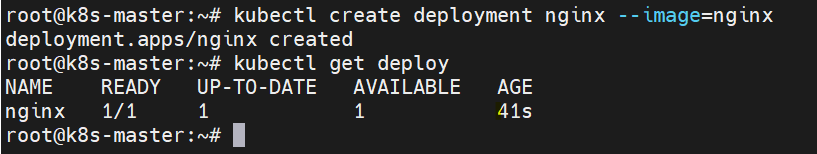 root@k8s-master:~# kubectl create deployment nginx --image=nginx
deployment.apps/nginx created
root@k8s-master:~# kubectl get deploy
NAME    READY   UP-TO-DATE   AVAILABLE   AGE
nginx   1/1     1            1           41s
root@k8s-master:~#